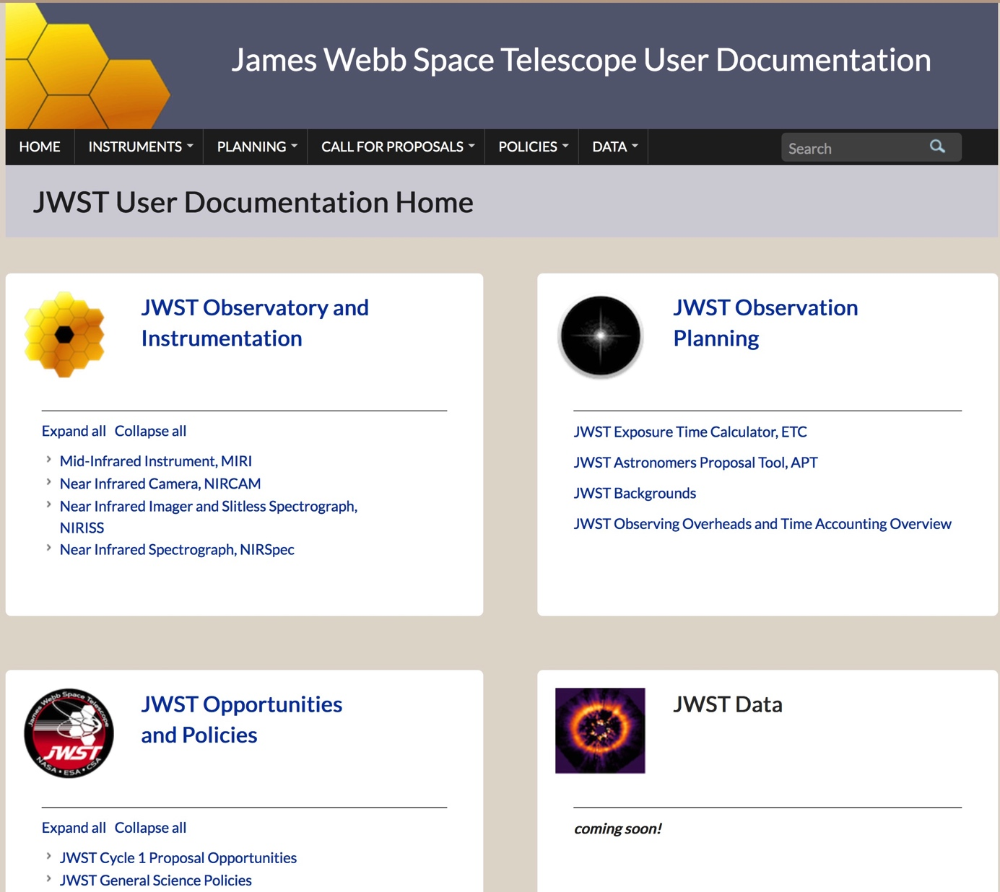 James Webb Space Telescope User Documentation
HOME INSTRUMENTS PLANNING CALL FOR PROPOSALS POLICIES DATA Search
JWST User Documentation Home
JWST Observatory and
Instrumentation
Expand all Collapse all
Mid-Infrared Instrument, MIRI
Near Infrared Camera, NIRCAM
Near Infrared Imager and Slitless Spectrograph,
NIRISS
Near Infrared Spectrograph, NIRSpec
JWST Observation
Planning
JWST Exposure Time Calculator, ETC
JWST Astronomers Proposal Tool, APT
JWST Backgrounds
JWST Observing Overheads and Time Accounting Overview
James Webb Space Telescope
JWST
NASA • ESA • CSA
JWST Opportunities
and Policies
Expand all Collapse all
JWST Cycle 1 Proposal Opportunities
JWST General Science Policies
JWST Data
coming soon!